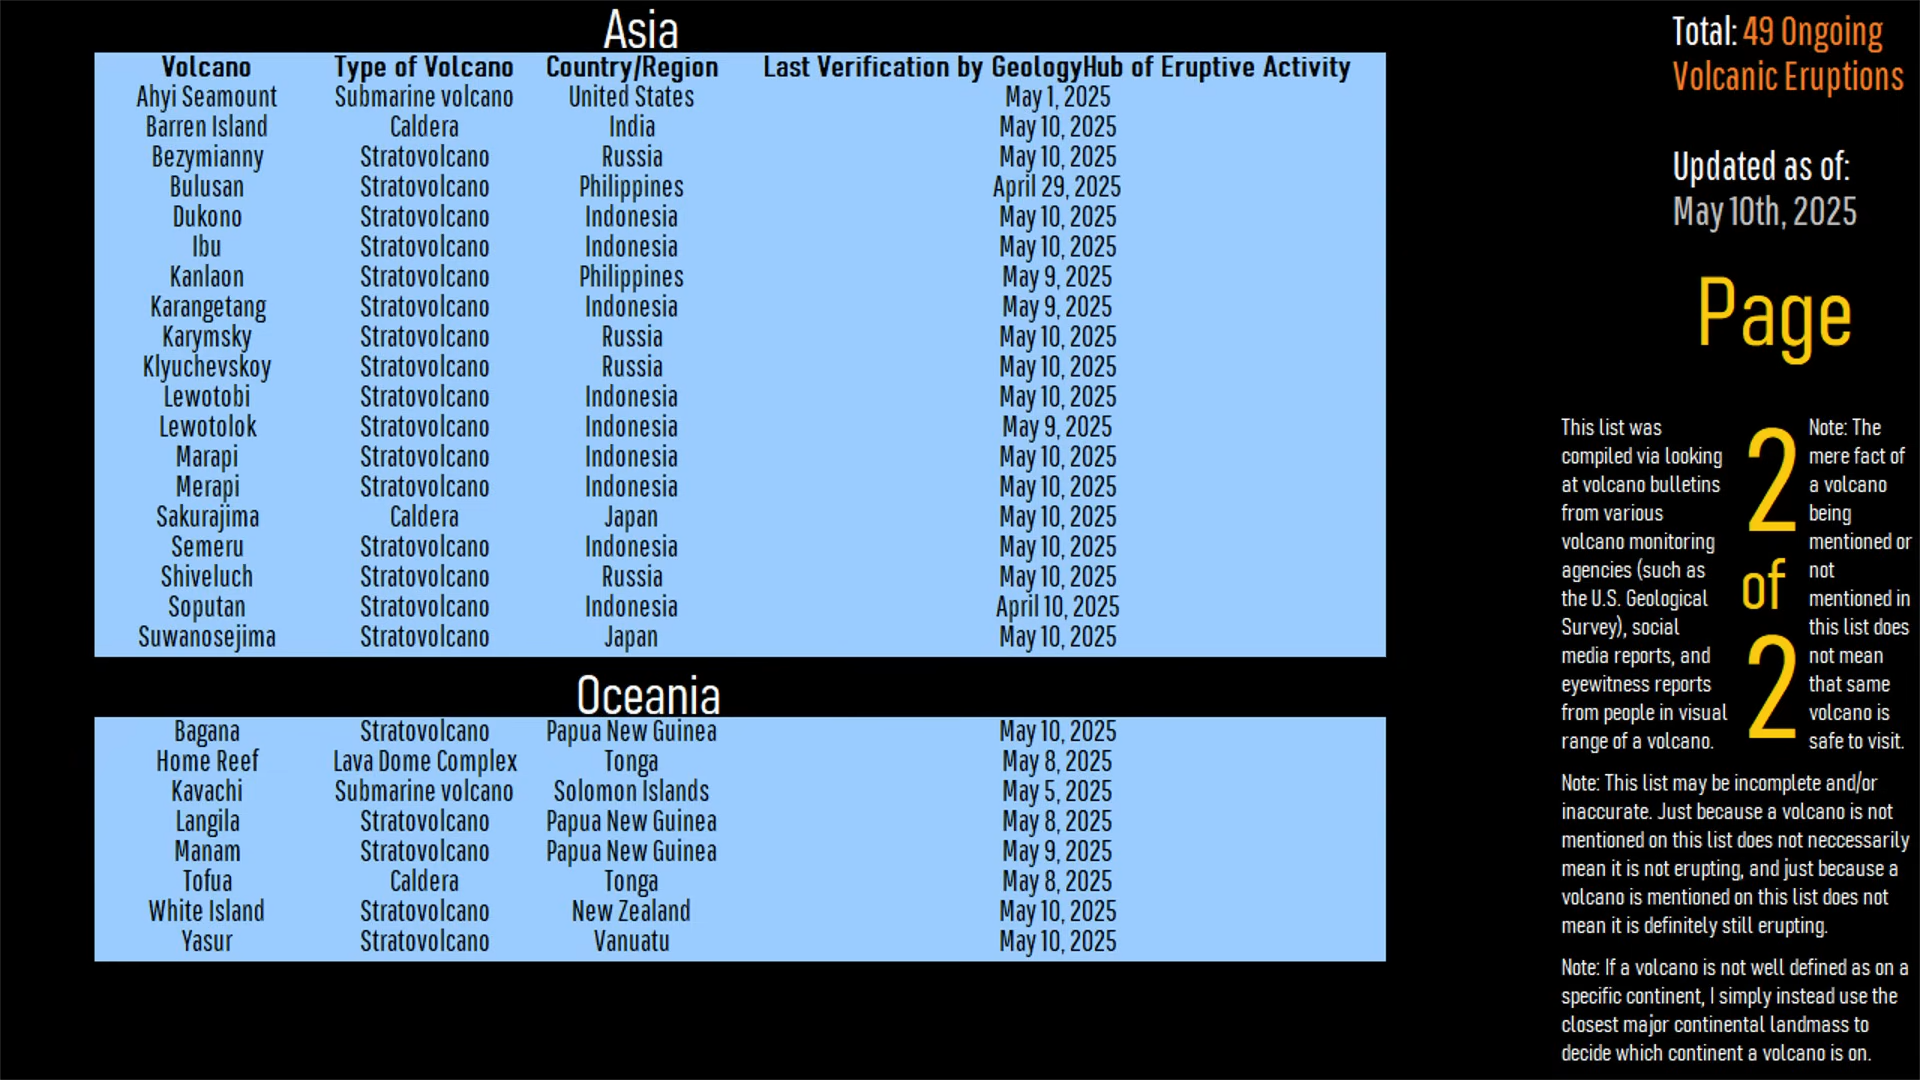 Asia
Volcano Type of Volcano Country/Region Last Verification by GeologyHub of Eruptive Activity
Ahyi Seamount Submarine volcano United States May 1, 2025
Barren Island Caldera India May 10, 2025
Bezymianny Stratovolcano Russia May 10, 2025
Bulusan Stratovolcano Philippines April 29, 2025
Dukono Stratovolcano Indonesia May 10, 2025
Ibu Stratovolcano Indonesia May 10, 2025
Kanlaon Stratovolcano Philippines May 9, 2025
Karangetang Stratovolcano Indonesia May 9, 2025
Karymsky Stratovolcano Russia May 10, 2025
Klyuchevskoy Stratovolcano Russia May 10, 2025
Lewotobi Stratovolcano Indonesia May 10, 2025
Lewotolok Stratovolcano Indonesia May 9, 2025
Marapi Stratovolcano Indonesia May 10, 2025
Merapi Stratovolcano Indonesia May 10, 2025
Sakurajima Caldera Japan May 10, 2025
Semeru Stratovolcano Indonesia May 10, 2025
Shiveluch Stratovolcano Russia May 10, 2025
Soputan Stratovolcano Indonesia April 10, 2025
Suwanosejima Stratovolcano Japan May 10, 2025
Oceania
Bagana Stratovolcano Papua New Guinea May 10, 2025
Home Reef Lava Dome Complex Tonga May 8, 2025
Kavachi Submarine volcano Solomon Islands May 5, 2025
Langila Stratovolcano Papua New Guinea May 8, 2025
Manam Stratovolcano Papua New Guinea May 9, 2025
Tofua Caldera Tonga May 8, 2025
White Island Stratovolcano New Zealand May 10, 2025
Yasur Stratovolcano Vanuatu May 10, 2025
Total: 49 Ongoing
Volcanic Eruptions
Updated as of:
May 10th, 2025
Page
2
of
2
This list was
compiled via looking
at volcano bulletins
from various
volcano monitoring
agencies (such as
the U.S. Geological
Survey), social
media reports, and
eyewitness reports
from people in visual
range of a volcano.
Note: The
mere fact of
a volcano
being
mentioned or
not
mentioned in
this list does
not mean
that same
volcano is
safe to visit.
Note: This list may be incomplete and/or
inaccurate. Just because a volcano is not
mentioned on this list does not neccessarily
mean it is not erupting, and just because a
volcano is mentioned on this list does not
mean it is definitely still erupting.
Note: If a volcano is not well defined as on a
specific continent, I simply instead use the
closest major continental landmass to
decide which continent a volcano is on.